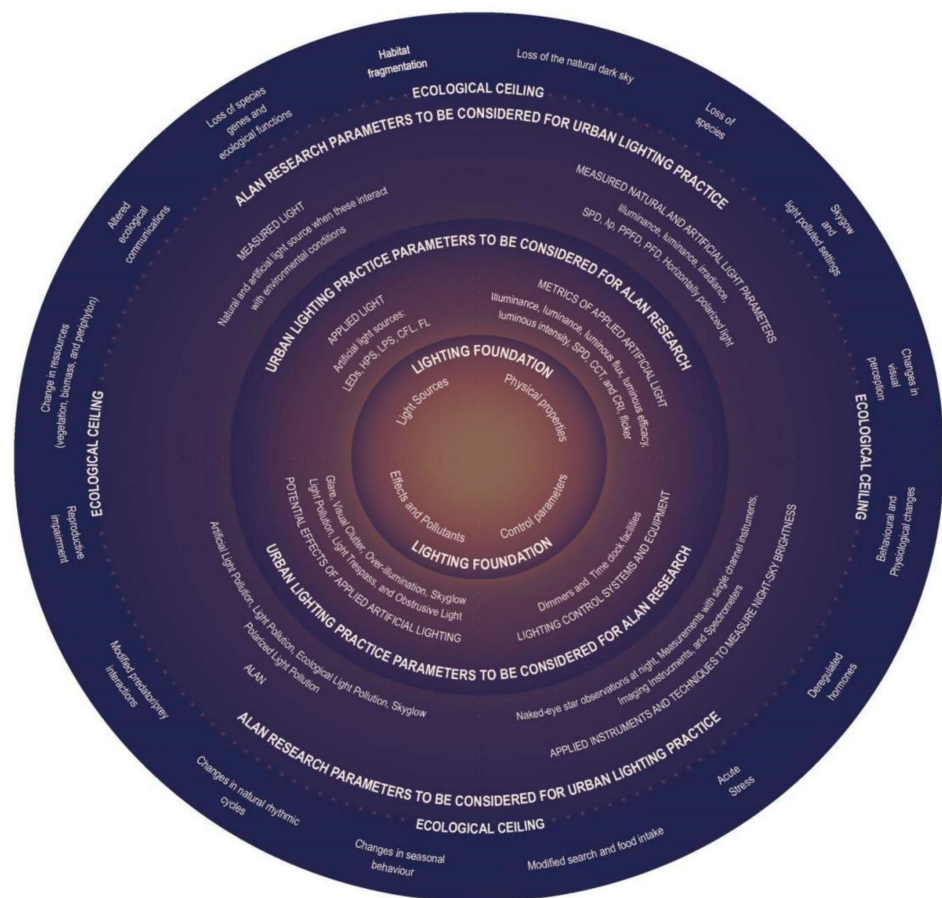 Habitat
fragmentation
Loss of the natural dark sky
Loss of
species
Skygow
and
light polluted settings
Changes in
visual
perception
Behavioural and
Physiological changes
Deregulated
hormones
Acute
Stress
Modified search and food intake
Changes in seasonal
behaviour
Changes in natural rhythmic
cycles
Modified predator/prey
interactions
Reproductive
impairment
Change in ressources
(vegetation, biomass, and periphyton)
Altered
ecological
communications
Loss of species
genes and
ecological functions
ECOLOGICAL CEILING
ECOLOGICAL CEILING
ECOLOGICAL CEILING
ECOLOGICAL CEILING
ALAN RESEARCH PARAMETERS TO BE CONSIDERED FOR URBAN LIGHTING PRACTICE
MEASURED LIGHT
Natural and artificial light source when these interact
with environmental conditions
MEASURED NATURAL AND ARTIFICIAL LIGHT PARAMETERS
Illuminance, luminance, irradiance,
SPD, λp, PPFD, PFD, Horizontally polarized light
URBAN LIGHTING PRACTICE PARAMETERS TO BE CONSIDERED FOR ALAN RESEARCH
APPLIED LIGHT
Artificial light sources:
LEDs, HPS, LPS, CFL, FL
METRICS OF APPLIED ARTIFICIAL LIGHT
Illuminance, luminance, luminous flux, luminous efficacy,
luminous intensity, SPD, CCT, and CRI, flicker
LIGHTING FOUNDATION
Light Sources
Physical properties
Effects and Pollutants
Control parameters
LIGHTING FOUNDATION
Glare, Visual Clutter, Over-illumination, Skyglow
Light Pollution, Light Trespass, and Obstrusive Light
POTENTIAL EFFECTS OF APPLIED ARTIFICIAL LIGHTING
Dimmers and Time clock facilities
LIGHTING CONTROL SYSTEMS AND EQUIPMENT
URBAN LIGHTING PRACTICE PARAMETERS TO BE CONSIDERED FOR ALAN RESEARCH
Artificial Light Pollution, Light Pollution, Ecological Light Pollution, Skyglow
Polarized Light Pollution
ALAN
Naked-eye star observations at night, Measurements with single channel instruments,
Imaging Instruments, and Spectrometers
APPLIED INSTRUMENTS AND TECHNIQUES TO MEASURE NIGHT-SKY BRIGHTNESS
ALAN RESEARCH PARAMETERS TO BE CONSIDERED FOR URBAN LIGHTING PRACTICE